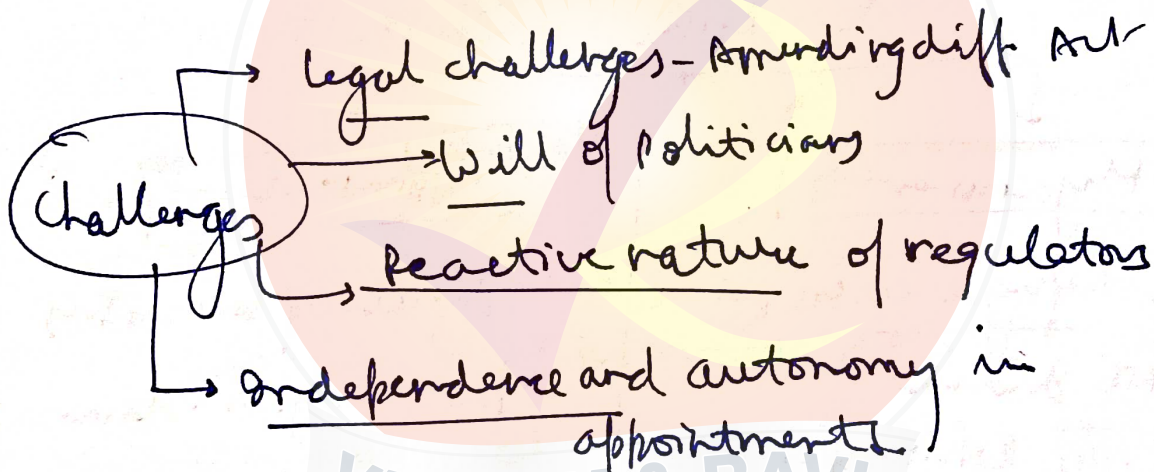 Legal challenges - Amending diff Act
Will of Politicians
Challenges
Reactive nature of regulators
Independence and autonomy in
appointments